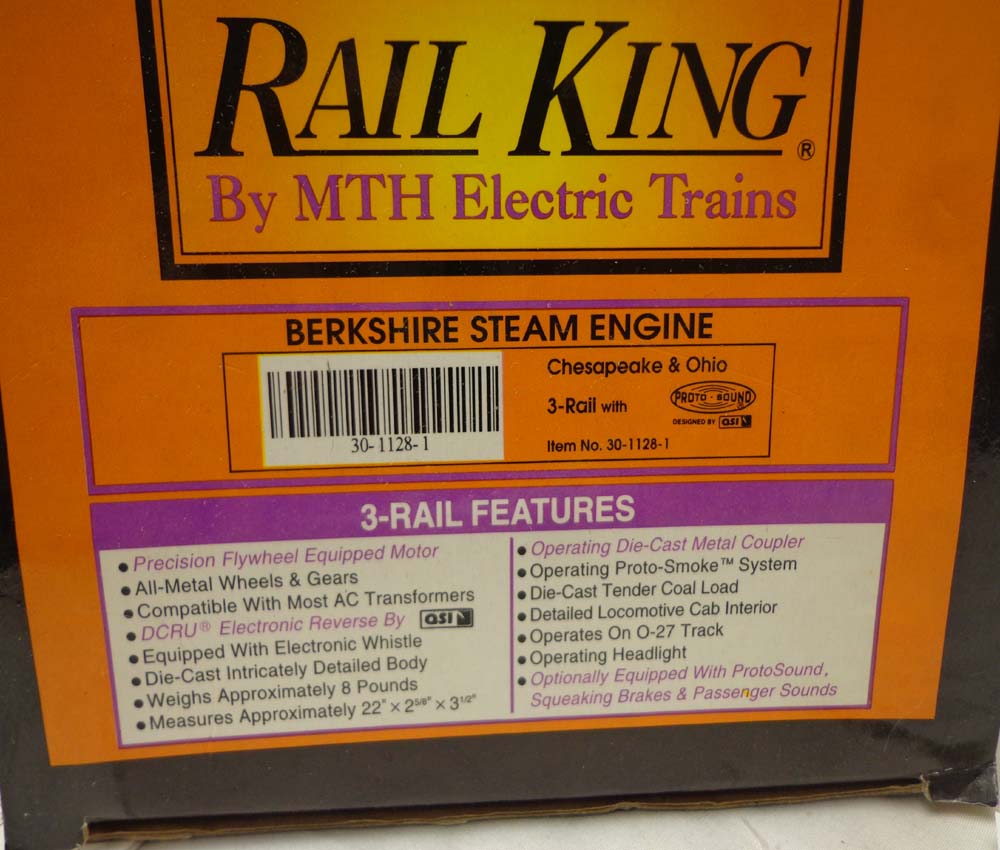 RAIL KING®
By MTH Electric Trains
BERKSHIRE STEAM ENGINE
30-1128-1
Chesapeake & Ohio
3-Rail with PROTO-SOUND®
DESIGNED BY QSI
Item No. 30-1128-1
3-RAIL FEATURES
• Precision Flywheel Equipped Motor
• All-Metal Wheels & Gears
• Compatible With Most AC Transformers
• DCRU® Electronic Reverse By QSI
• Equipped With Electronic Whistle
• Die-Cast Intricately Detailed Body
• Weighs Approximately 8 Pounds
• Measures Approximately 22" × 2 5/8" × 3 1/2"
• Operating Die-Cast Metal Coupler
• Operating Proto-Smoke™ System
• Die-Cast Tender Coal Load
• Detailed Locomotive Cab Interior
• Operates On O-27 Track
• Operating Headlight
• Optionally Equipped With ProtoSound,
Squeaking Brakes & Passenger Sounds